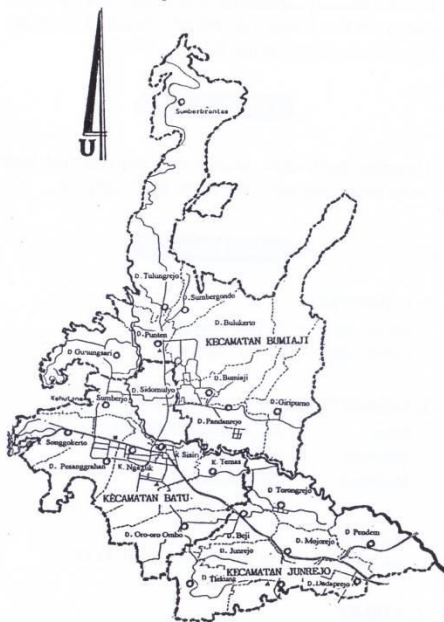 Sumberbrantas
U
D. Tulungrejo
D. Sumbergondo
D. Bulukerto
D. Punten
KECAMATAN BUMIAJI
D Gunungsari
D. Sidomulyo
D. Bumiaji
Sumberjo
D. Giripurno
D. Pandanrejo
Songgokerto
k Sisir
K. Temas
D. Pesanggrahan
K. Ngaglik
D Torongrejo
KECAMATAN BATU
D Pendem
D. Oro-oro Ombo
D. Beji
D. Mojorejo
D. Junrejo
KECAMATAN JUNREJO
D Tlekung
D. Dadaprejo